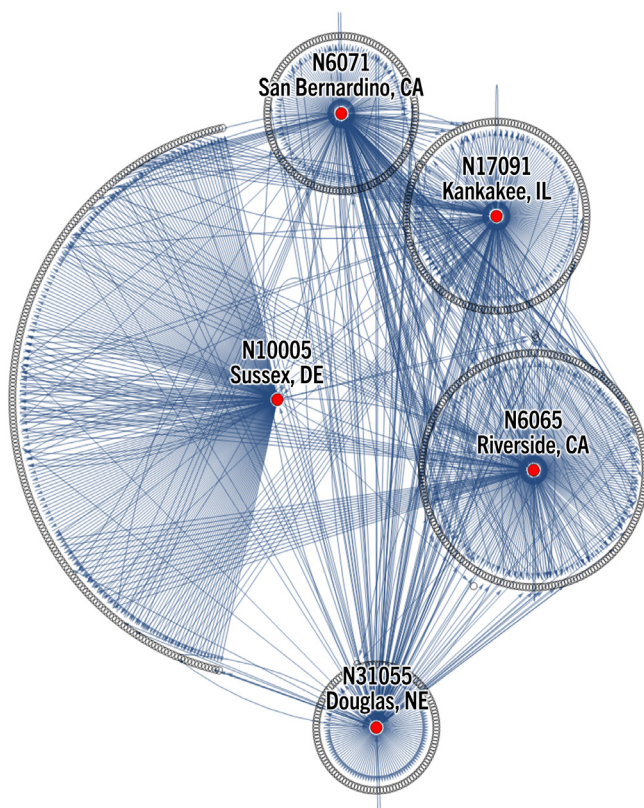 N6071
San Bernardino, CA
N17091
Kankakee, IL
N10005
Sussex, DE
N6065
Riverside, CA
N31055
Douglas, NE